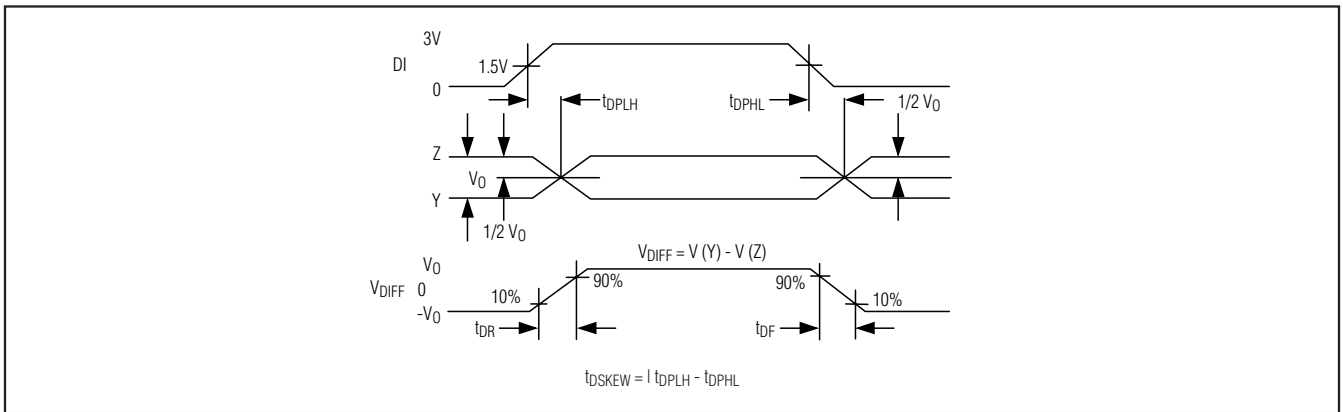 3V
DI
1.5V
0
tDPLH
tDPHL
1/2 VO
Z
VO
Y
1/2 VO
VDIFF = V (Y) - V (Z)
VO
VDIFF 0
-VO
10%
90%
90%
10%
tDR
tDF
tDSKEW = | tDPLH - tDPHL